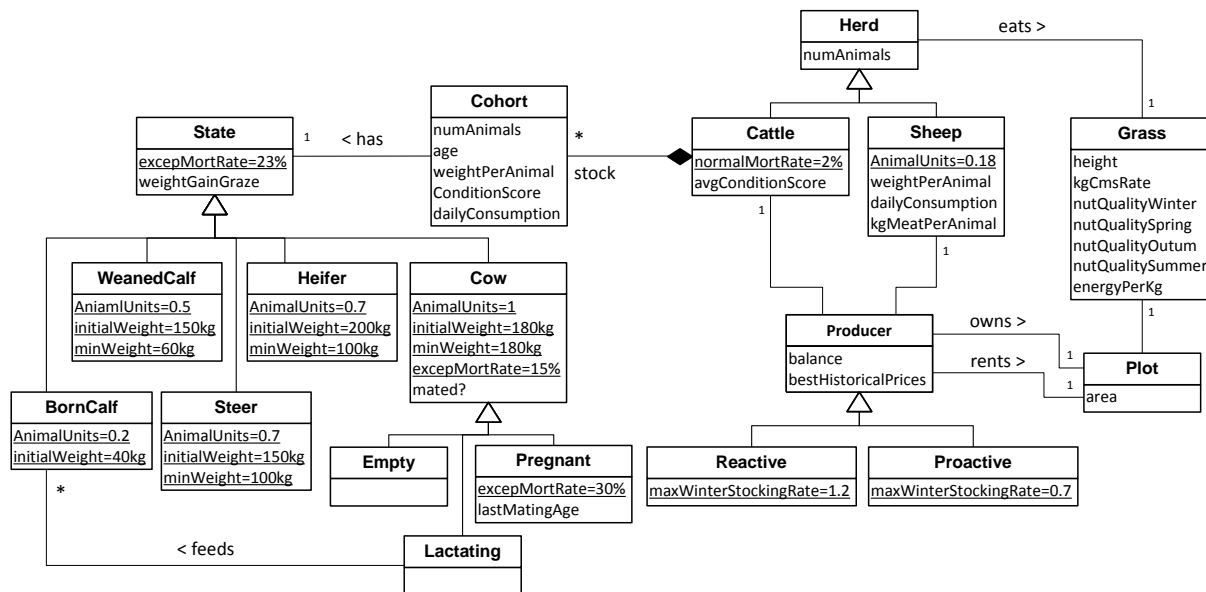 Herd
numAnimals
eats >
1
State
excepMortRate=23%
weightGainGraze
1
< has
Cohort
numAnimals
age
weightPerAnimal
ConditionScore
dailyConsumption
*
stock
Cattle
normalMortRate=2%
avgConditionScore
1
Sheep
AnimalUnits=0.18
weightPerAnimal
dailyConsumption
kgMeatPerAnimal
1
Grass
height
kgCmsRate
nutQualityWinter
nutQualitySpring
nutQualityOutum
nutQualitySummer
energyPerKg
1
WeanedCalf
AniamlUnits=0.5
initialWeight=150kg
minWeight=60kg
Heifer
AnimalUnits=0.7
initialWeight=200kg
minWeight=100kg
Cow
AnimalUnits=1
initialWeight=180kg
minWeight=180kg
excepMortRate=15%
mated?
Producer
balance
bestHistoricalPrices
owns >
1
rents >
1
Plot
area
BornCalf
AnimalUnits=0.2
initialWeight=40kg
*
Steer
AnimalUnits=0.7
initialWeight=150kg
minWeight=100kg
Empty
Pregnant
excepMortRate=30%
lastMatingAge
Reactive
maxWinterStockingRate=1.2
Proactive
maxWinterStockingRate=0.7
< feeds
Lactating